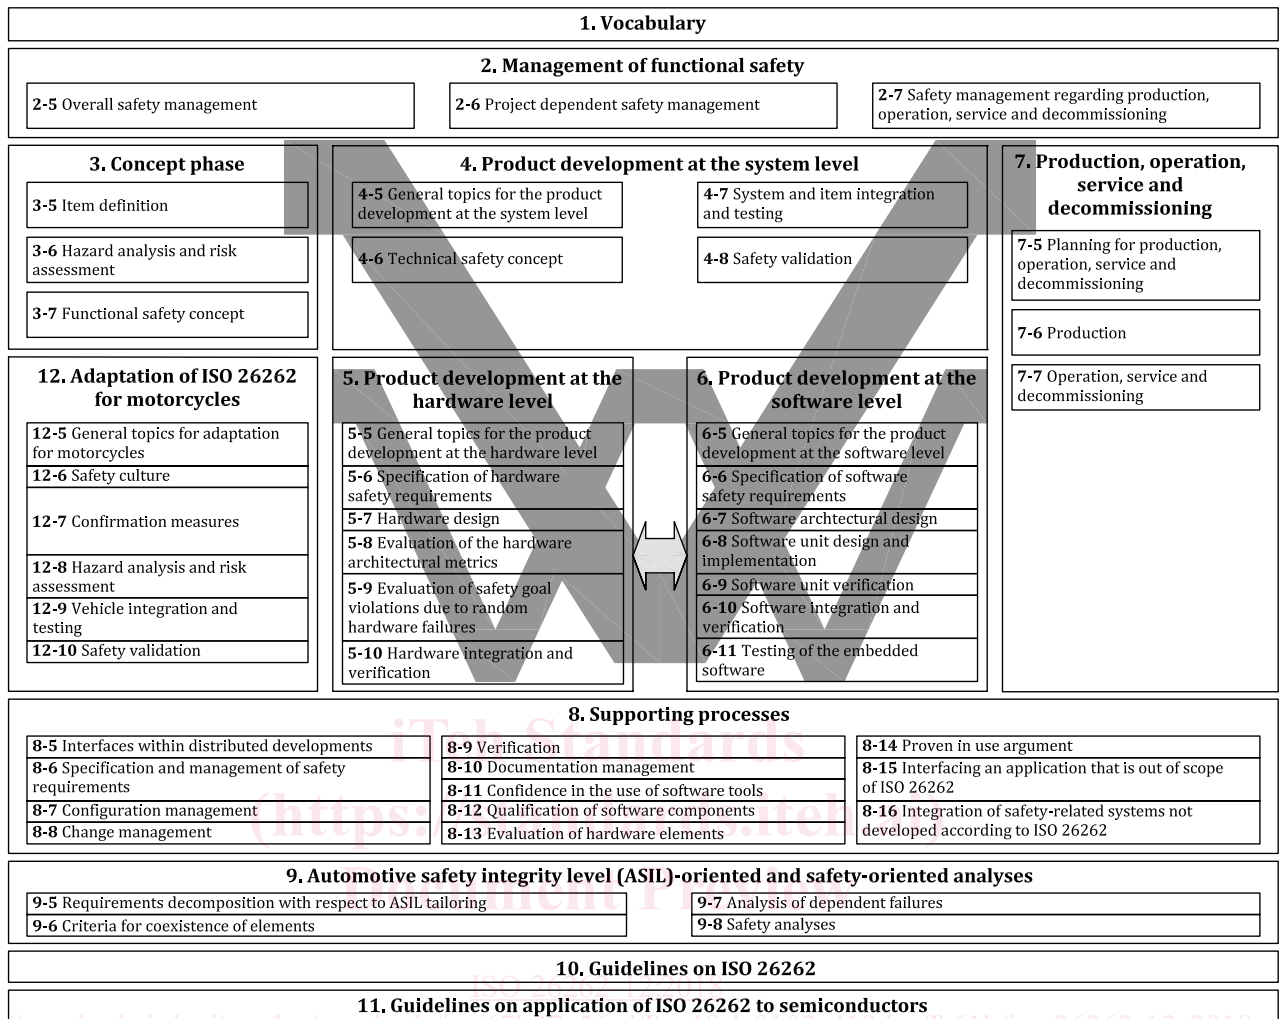 1. Vocabulary
2. Management of functional safety
2-5 Overall safety management
2-6 Project dependent safety management
2-7 Safety management regarding production,
operation, service and decommissioning
3. Concept phase
3-5 Item definition
3-6 Hazard analysis and risk
assessment
3-7 Functional safety concept
4. Product development at the system level
4-5 General topics for the product
development at the system level
4-6 Technical safety concept
4-7 System and item integration
and testing
4-8 Safety validation
7. Production, operation,
service and
decommissioning
7-5 Planning for production,
operation, service and
decommissioning
7-6 Production
7-7 Operation, service and
decommissioning
12. Adaptation of ISO 26262
for motorcycles
12-5 General topics for adaptation
for motorcycles
12-6 Safety culture
12-7 Confirmation measures
12-8 Hazard analysis and risk
assessment
12-9 Vehicle integration and
testing
12-10 Safety validation
5. Product development at the
hardware level
5-5 General topics for the product
development at the hardware level
5-6 Specification of hardware
safety requirements
5-7 Hardware design
5-8 Evaluation of the hardware
architectural metrics
5-9 Evaluation of safety goal
violations due to random
hardware failures
5-10 Hardware integration and
verification
6. Product development at the
software level
6-5 General topics for the product
development at the software level
6-6 Specification of software
safety requirements
6-7 Software archtectural design
6-8 Software unit design and
implementation
6-9 Software unit verification
6-10 Software integration and
verification
6-11 Testing of the embedded
software
8. Supporting processes
8-5 Interfaces within distributed developments
8-6 Specification and management of safety
requirements
8-7 Configuration management
8-8 Change management
8-9 Verification
8-10 Documentation management
8-11 Confidence in the use of software tools
8-12 Qualification of software components
8-13 Evaluation of hardware elements
8-14 Proven in use argument
8-15 Interfacing an application that is out of scope
of ISO 26262
8-16 Integration of safety-related systems not
developed according to ISO 26262
iTeh Standards
(https://standards.iteh.ai)
Document Preview
9. Automotive safety integrity level (ASIL)-oriented and safety-oriented analyses
9-5 Requirements decomposition with respect to ASIL tailoring
9-6 Criteria for coexistence of elements
9-7 Analysis of dependent failures
9-8 Safety analyses
10. Guidelines on ISO 26262
ISO 26262-12:2018
11. Guidelines on application of ISO 26262 to semiconductors